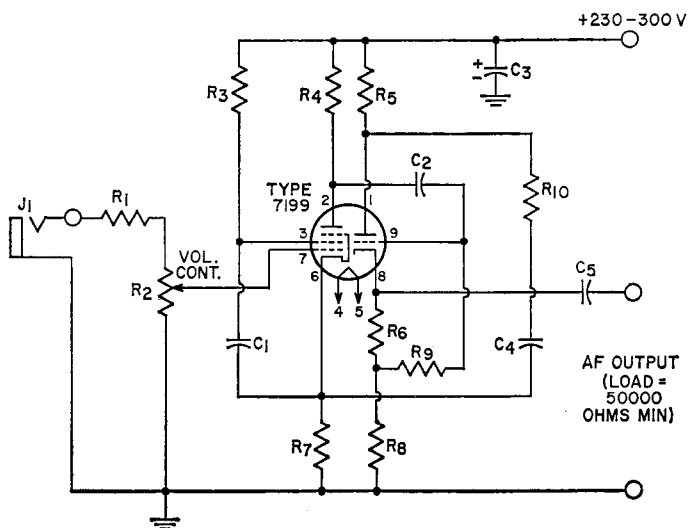 +230-300 V
C3
R3
R4
R5
J1
R1
TYPE
7199
2
1
C2
R10
3
7
9
VOL.
CONT.
R2
6
8
4
5
C5
C1
R6
R9
C4
AF OUTPUT
(LOAD =
50000
OHMS MIN)
R7
R8